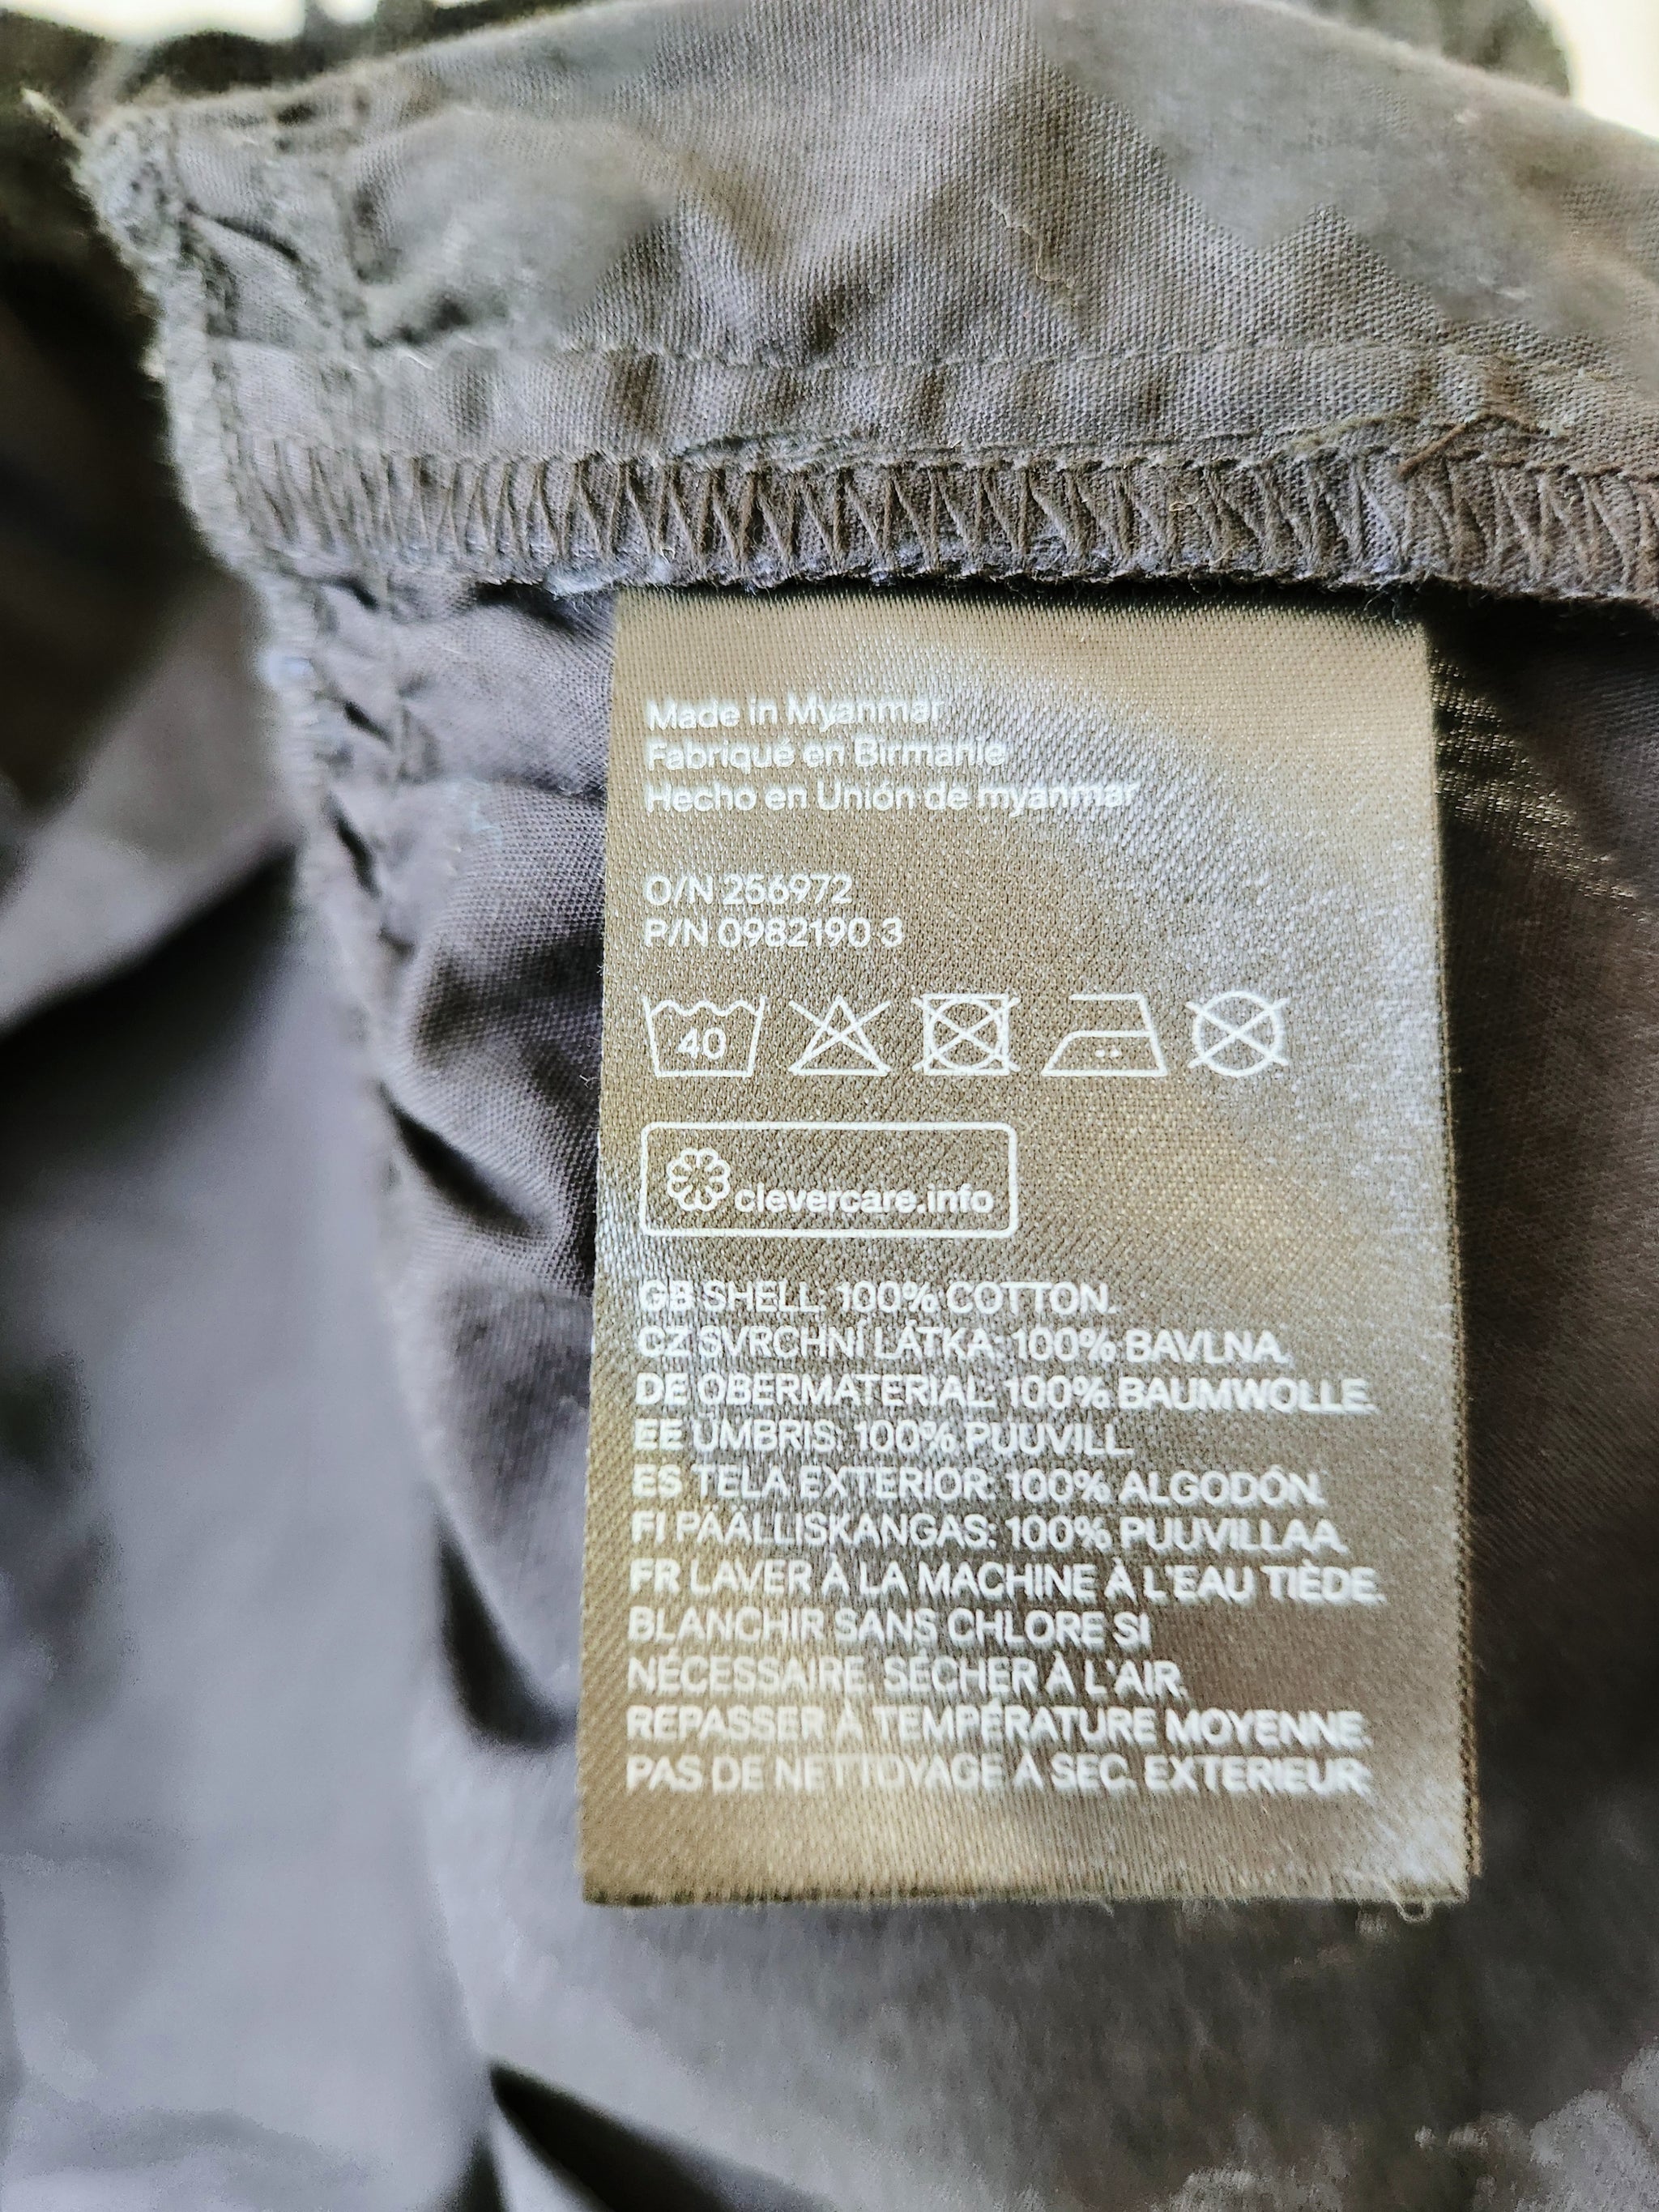 Made in Myanmar
Fabriqué en Birmanie
Hecho en Unión de myanmar
O/N 256972
P/N 0982190 3
40
clevercare.info
GB SHELL: 100% COTTON.
CZ SVRCHNÍ LÁTKA: 100% BAVLNA.
DE OBERMATERIAL: 100% BAUMWOLLE.
EE ÜMBRIS: 100% PUUVILL.
ES TELA EXTERIOR: 100% ALGODÓN.
FI PÄÄLLISKANGAS: 100% PUUVILLAA.
FR LAVER À LA MACHINE À L'EAU TIÈDE.
BLANCHIR SANS CHLORE SI
NÉCESSAIRE. SÉCHER À L'AIR.
REPASSER À TEMPÉRATURE MOYENNE.
PAS DE NETTOYAGE À SEC. EXTERIEUR: